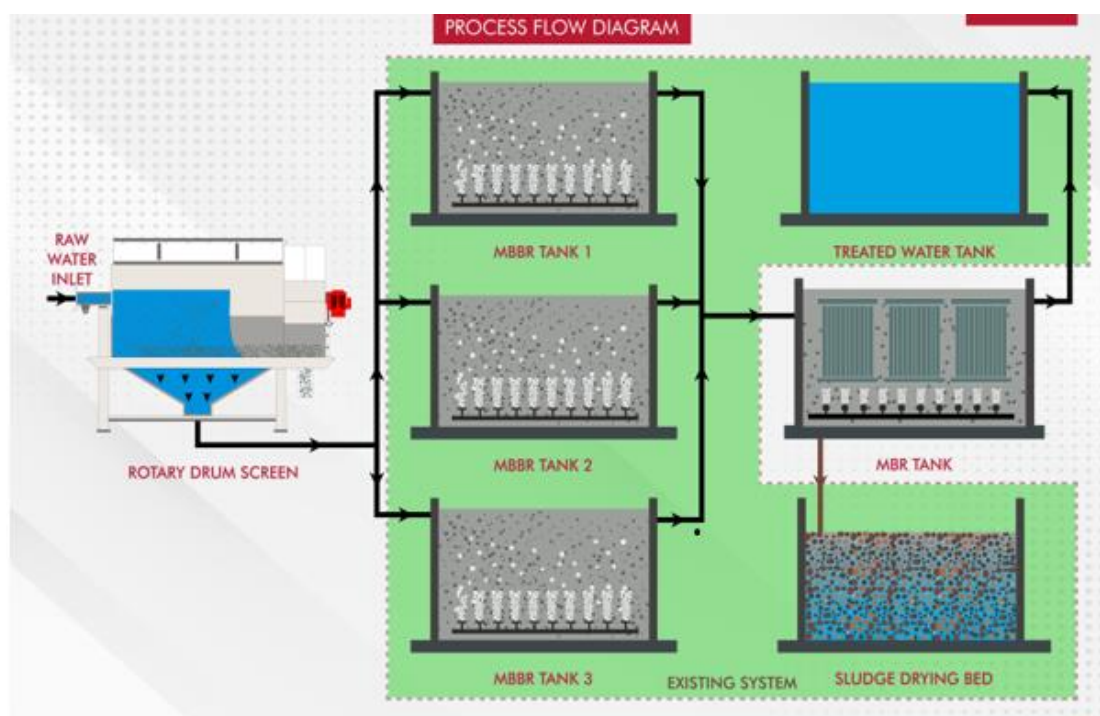 PROCESS FLOW DIAGRAM
RAW
WATER
INLET
ROTARY DRUM SCREEN
MBBR TANK 1
MBBR TANK 2
MBBR TANK 3
TREATED WATER TANK
MBR TANK
EXISTING SYSTEM
SLUDGE DRYING BED